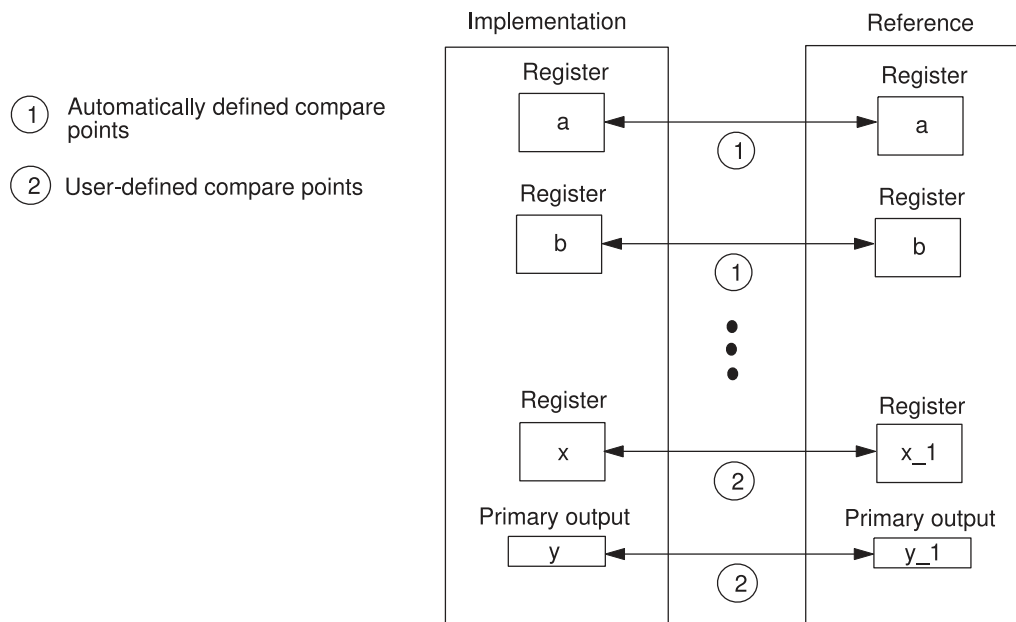 Implementation
Reference
1 Automatically defined compare
points
2 User-defined compare points
Register
Register
a
a
1
Register
Register
b
b
1
Register
Register
x
x_1
2
Primary output
Primary output
y
y_1
2